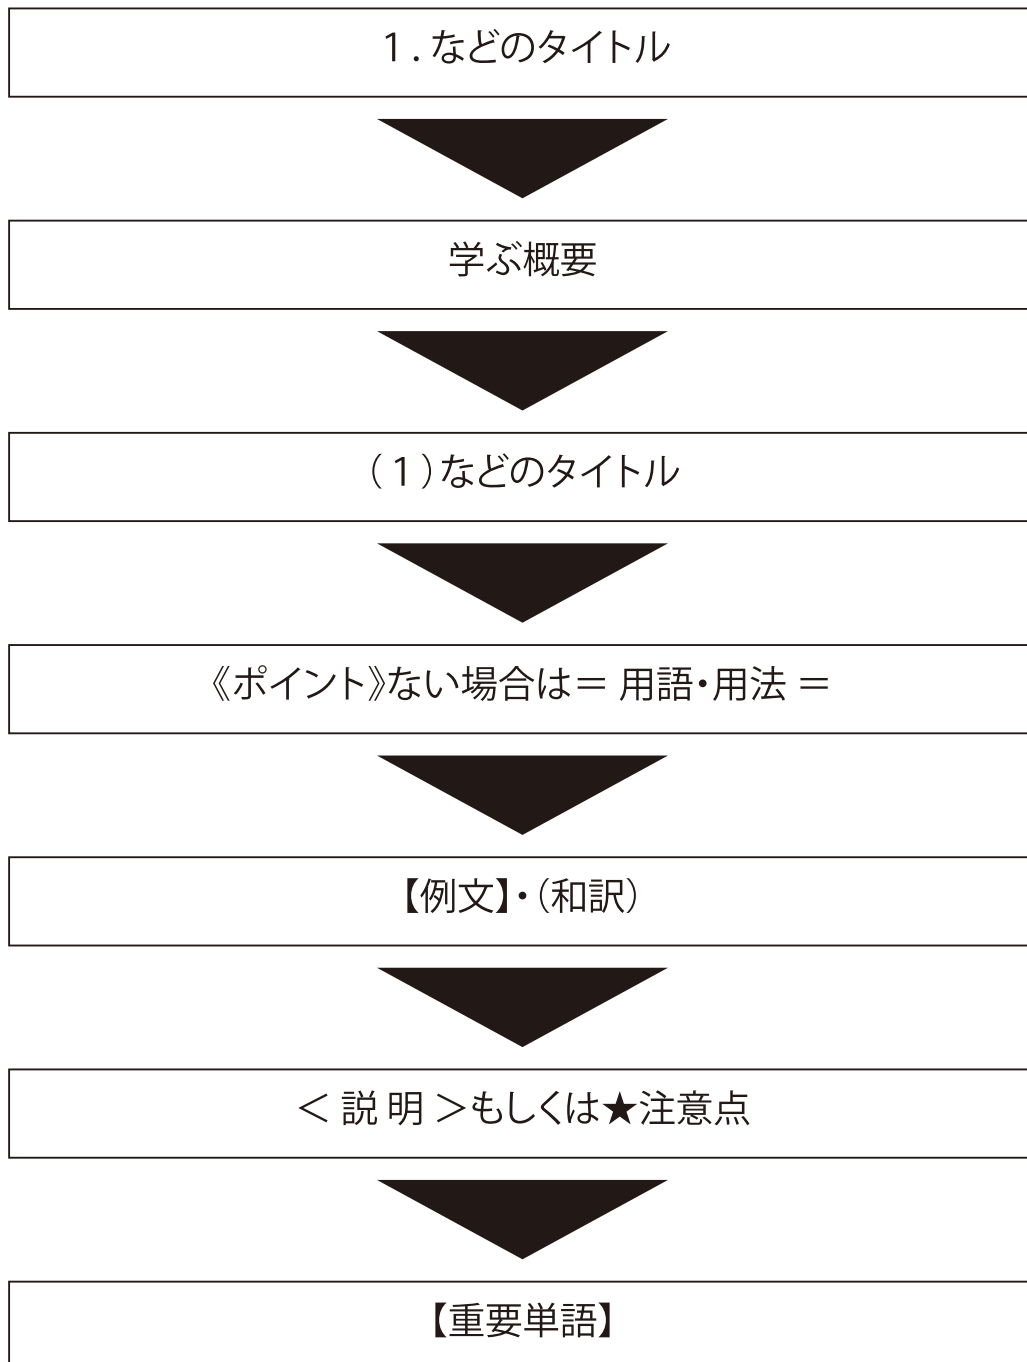 １．などのタイトル
学ぶ概要
（１）などのタイトル
《ポイント》ない場合は＝ 用語・用法 ＝
【例文】・（和訳）
＜ 説 明 ＞もしくは★注意点
【重要単語】